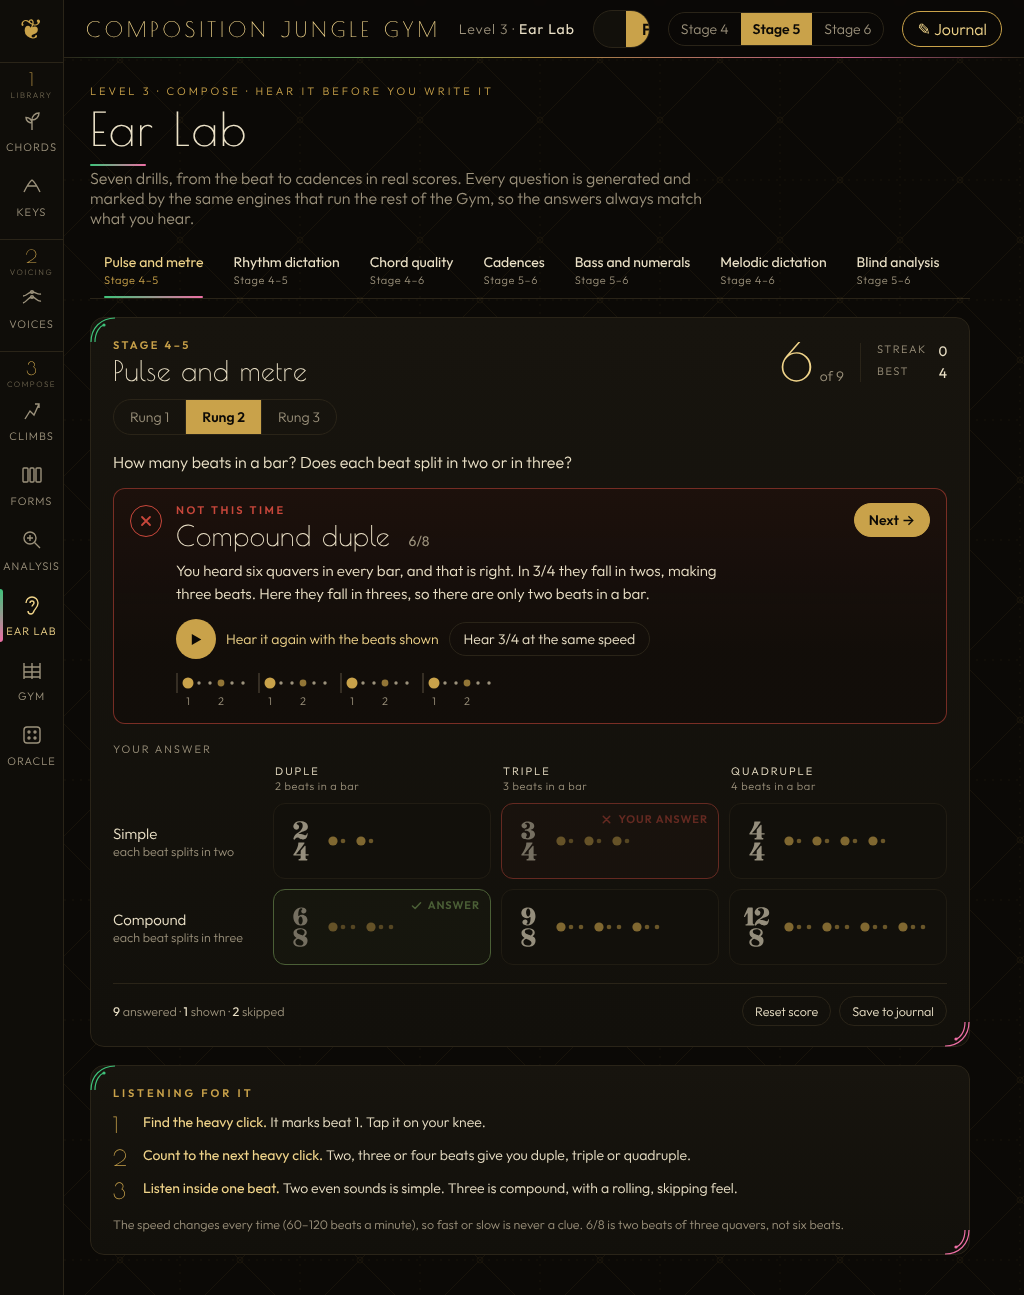 COMPOSITION JUNGLE GYM
Level 3 · Ear Lab
Stage 4
Stage 5
Stage 6
✎ Journal
1
LIBRARY
CHORDS
KEYS
2
VOICING
VOICES
3
COMPOSE
CLIMBS
FORMS
ANALYSIS
EAR LAB
GYM
ORACLE
LEVEL 3 · COMPOSE · HEAR IT BEFORE YOU WRITE IT
Ear Lab
Seven drills, from the beat to cadences in real scores. Every question is generated and
marked by the same engines that run the rest of the Gym, so the answers always match
what you hear.
Pulse and metre
Stage 4–5
Rhythm dictation
Stage 4–5
Chord quality
Stage 4–6
Cadences
Stage 5–6
Bass and numerals
Stage 5–6
Melodic dictation
Stage 4–6
Blind analysis
Stage 5–6
STAGE 4–5
Pulse and metre
6 of 9
STREAK 0
BEST 4
Rung 1
Rung 2
Rung 3
How many beats in a bar? Does each beat split in two or in three?
NOT THIS TIME
Compound duple 6/8
Next →
You heard six quavers in every bar, and that is right. In 3/4 they fall in twos, making
three beats. Here they fall in threes, so there are only two beats in a bar.
Hear it again with the beats shown
Hear 3/4 at the same speed
1 2 1 2 1 2 1 2
YOUR ANSWER
DUPLE
2 beats in a bar
TRIPLE
3 beats in a bar
QUADRUPLE
4 beats in a bar
Simple
each beat splits in two
2
4
✕ YOUR ANSWER
3
4
4
4
Compound
each beat splits in three
✓ ANSWER
6
8
9
8
12
8
9 answered · 1 shown · 2 skipped
Reset score
Save to journal
LISTENING FOR IT
1 Find the heavy click. It marks beat 1. Tap it on your knee.
2 Count to the next heavy click. Two, three or four beats give you duple, triple or quadruple.
3 Listen inside one beat. Two even sounds is simple. Three is compound, with a rolling, skipping feel.
The speed changes every time (60–120 beats a minute), so fast or slow is never a clue. 6/8 is two beats of three quavers, not six beats.